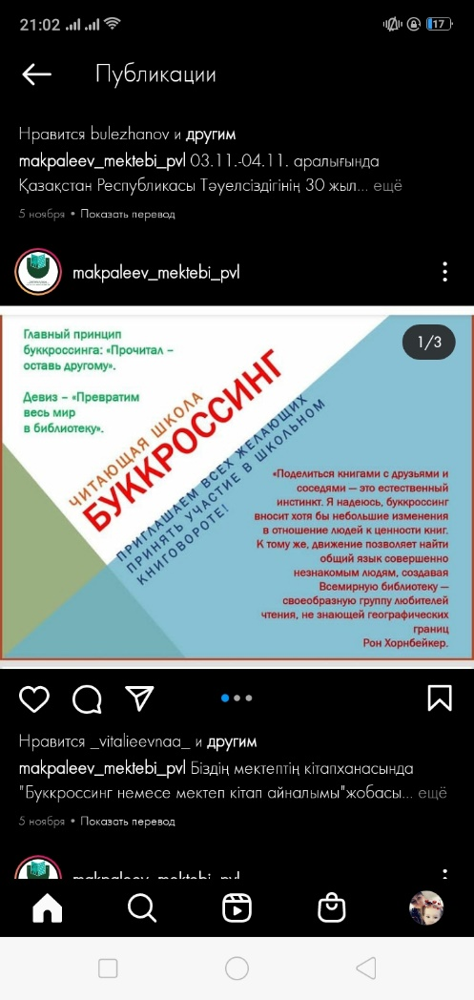 21:02
17
Публикации
Нравится bulezhanov и другим
makpaleev_mektebi_pvl 03.11.-04.11. аралығында
Қазақстан Республикасы Тәуелсіздігінің 30 жыл... ещё
5 ноября • Показать перевод
makpaleev_mektebi_pvl
1/3
Главный принцип
буккроссинга: «Прочитал –
оставь другому».
Девиз – «Превратим
весь мир
в библиотеку».
ЧИТАЮЩАЯ ШКОЛА
БУККРОССИНГ
ПРИГЛАШАЕМ ВСЕХ ЖЕЛАЮЩИХ
ПРИНЯТЬ УЧАСТИЕ В ШКОЛЬНОМ
КНИГОВОРОТЕ!
«Поделиться книгами с друзьями и
соседями — это естественный
инстинкт. Я надеюсь, буккроссинг
вносит хотя бы небольшие изменения
в отношение людей к ценности книг.
К тому же, движение позволяет найти
общий язык совершенно
незнакомым людям, создавая
Всемирную библиотеку —
своеобразную группу любителей
чтения, не знающей географических
границ
Рон Хорнбейкер.
Нравится _vitalieevnaa_ и другим
makpaleev_mektebi_pvl Біздің мектептің кітапханасында
"Буккроссинг немесе мектеп кітап айналымы"жобасы... ещё
5 ноября • Показать перевод
makpaleev_mektebi_pvl